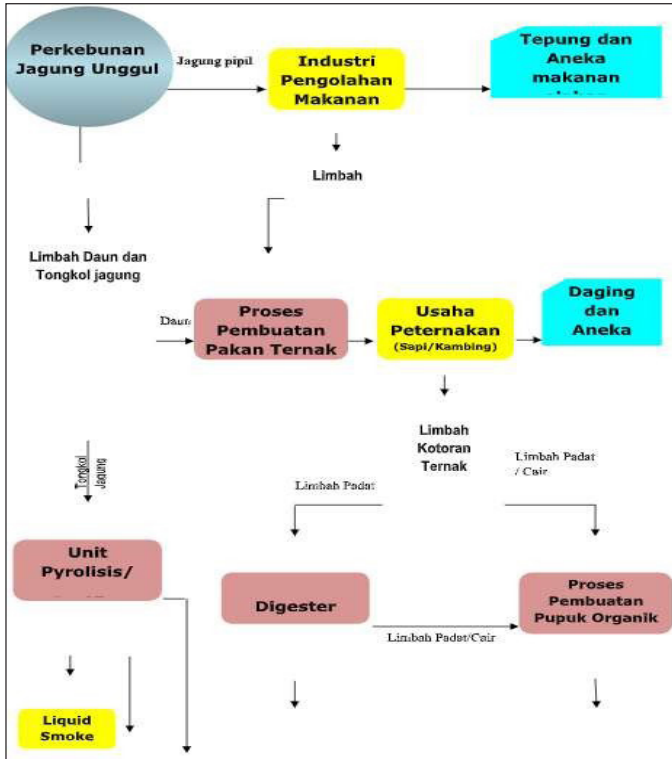 Perkebunan
Jagung Unggul
Jagung pipil
Industri
Pengolahan
Makanan
Tepung dan
Aneka
makanan
Limbah
Limbah Daun dan
Tongkol jagung
Daun
Proses
Pembuatan
Pakan Ternak
Usaha
Peternakan
(Sapi/Kambing)
Daging
dan
Aneka
Limbah
Kotoran
Ternak
Limbah Padat
Limbah Padat
/ Cair
Tongkol
Jagung
Unit
Pyrolisis/
Digester
Limbah Padat/Cair
Proses
Pembuatan
Pupuk Organik
Liquid
Smoke